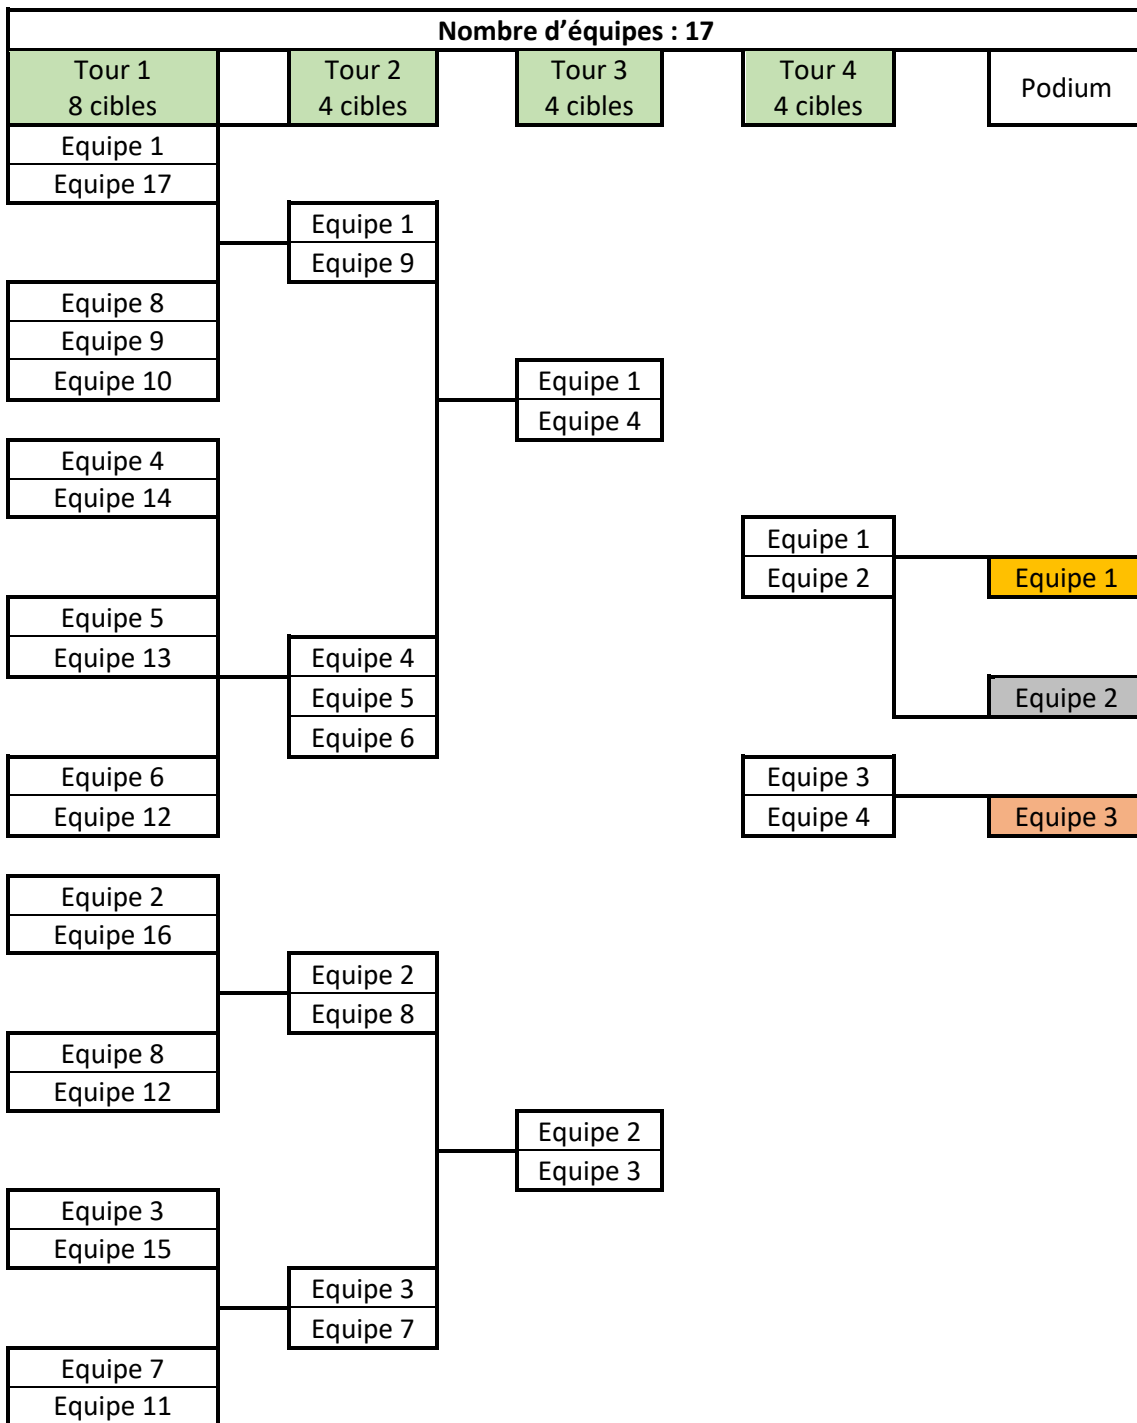 Nombre d’équipes : 17
Tour 1
8 cibles
Tour 2
4 cibles
Tour 3
4 cibles
Tour 4
4 cibles
Podium
Equipe 1
Equipe 17
Equipe 8
Equipe 9
Equipe 10
Equipe 4
Equipe 14
Equipe 5
Equipe 13
Equipe 6
Equipe 12
Equipe 2
Equipe 16
Equipe 8
Equipe 12
Equipe 3
Equipe 15
Equipe 7
Equipe 11
Equipe 1
Equipe 9
Equipe 4
Equipe 5
Equipe 6
Equipe 2
Equipe 8
Equipe 3
Equipe 7
Equipe 1
Equipe 4
Equipe 2
Equipe 3
Equipe 1
Equipe 2
Equipe 3
Equipe 4
Equipe 1
Equipe 2
Equipe 3